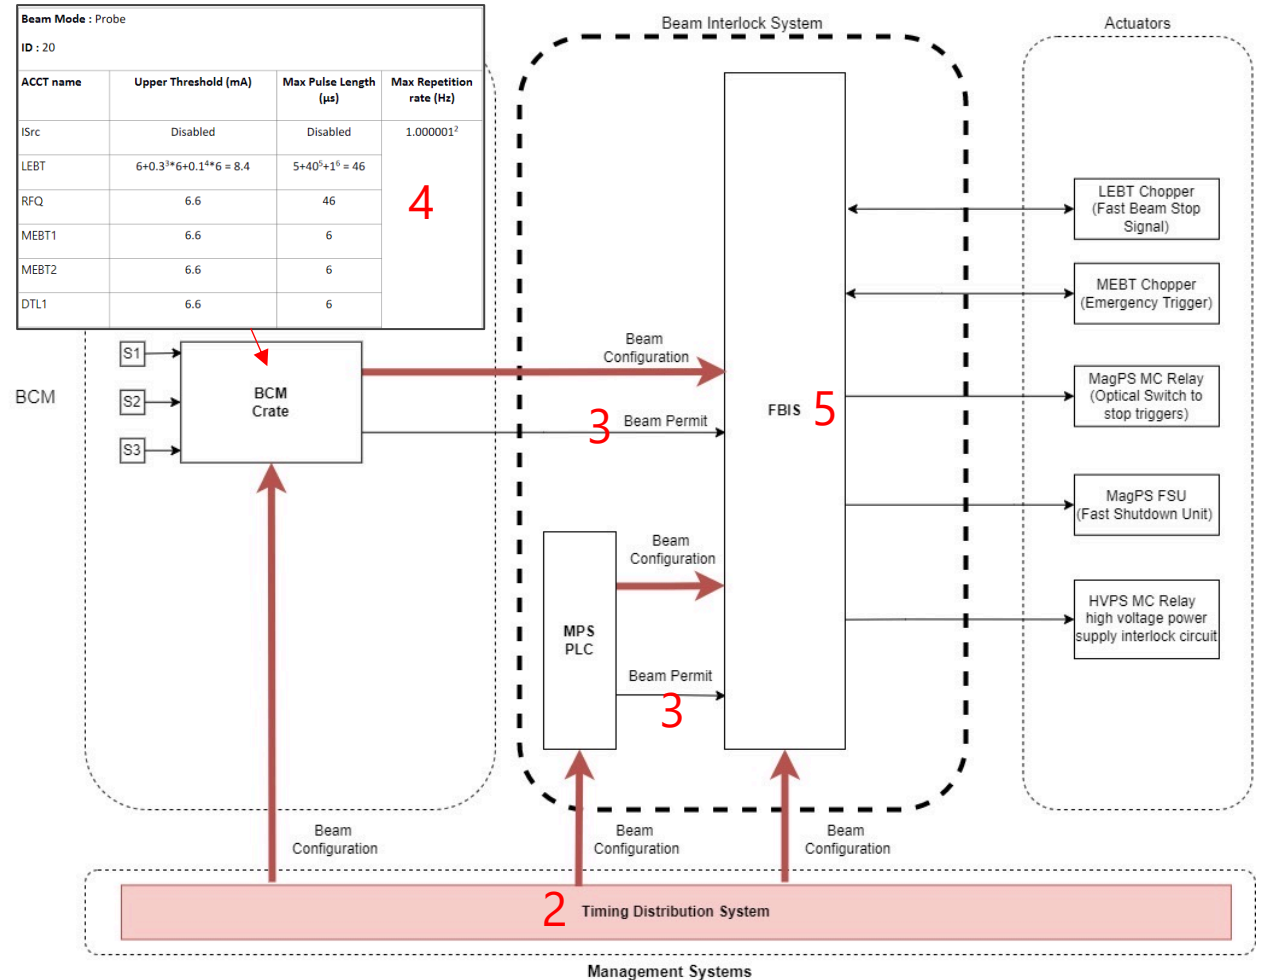 Beam Mode : Probe
ID : 20
ACCT name Upper Threshold (mA) Max Pulse Length (µs) Max Repetition rate (Hz)
ISrc Disabled Disabled 1.000001²
LEBT 6+0.3³*6+0.1⁴*6 = 8.4 5+40⁵+1⁶ = 46
RFQ 6.6 46
MEBT1 6.6 6
MEBT2 6.6 6
DTL1 6.6 6
4
BCM
S1
S2
S3
BCM
Crate
Beam Interlock System
Beam
Configuration
3 Beam Permit
FBIS 5
Beam
Configuration
MPS
PLC
Beam Permit
3
Actuators
LEBT Chopper
(Fast Beam Stop
Signal)
MEBT Chopper
(Emergency Trigger)
MagPS MC Relay
(Optical Switch to
stop triggers)
MagPS FSU
(Fast Shutdown Unit)
HVPS MC Relay
high voltage power
supply interlock circuit
Beam
Configuration
Beam
Configuration
Beam
Configuration
2 Timing Distribution System
Management Systems